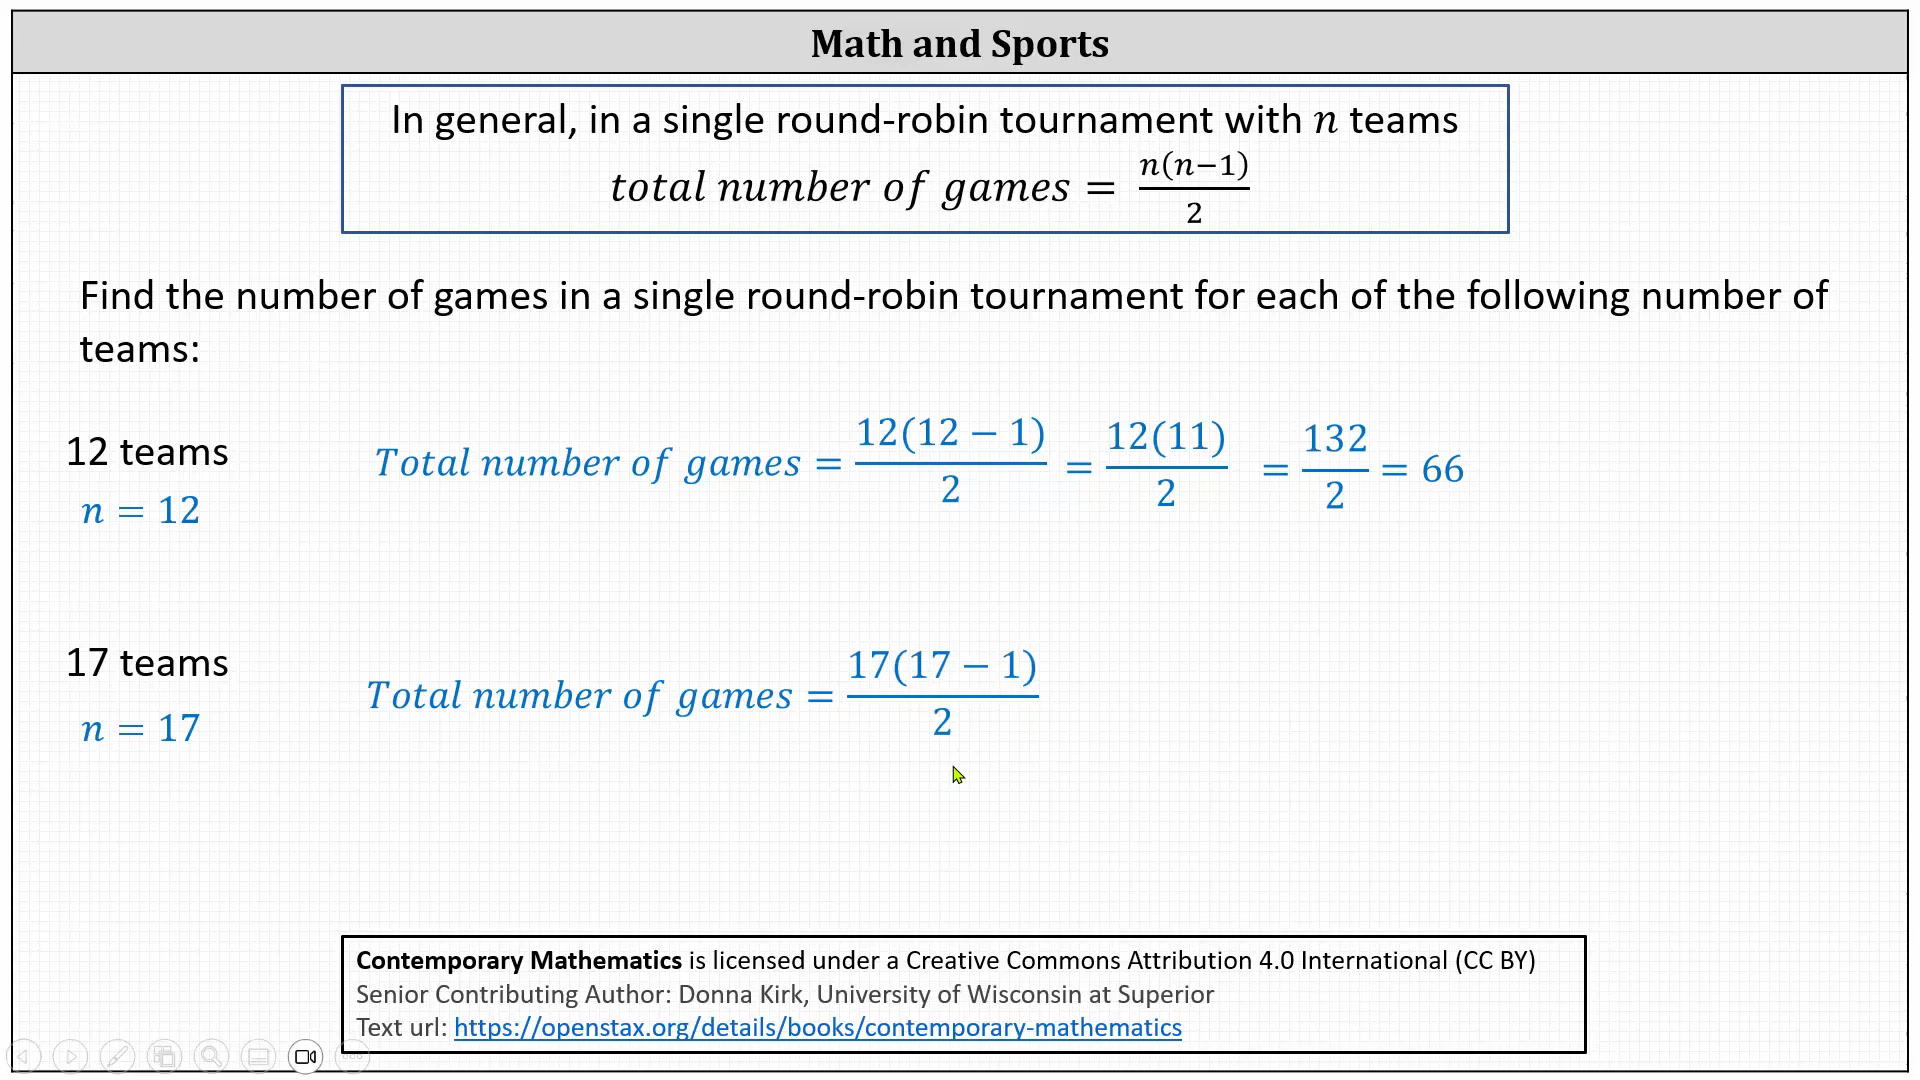 Math and Sports
In general, in a single round-robin tournament with n teams
total number of games = n(n−1)/2
Find the number of games in a single round-robin tournament for each of the following number of
teams:
12 teams
n = 12
Total number of games = 12(12 − 1)/2 = 12(11)/2 = 132/2 = 66
17 teams
n = 17
Total number of games = 17(17 − 1)/2
Contemporary Mathematics is licensed under a Creative Commons Attribution 4.0 International (CC BY)
Senior Contributing Author: Donna Kirk, University of Wisconsin at Superior
Text url: https://openstax.org/details/books/contemporary-mathematics